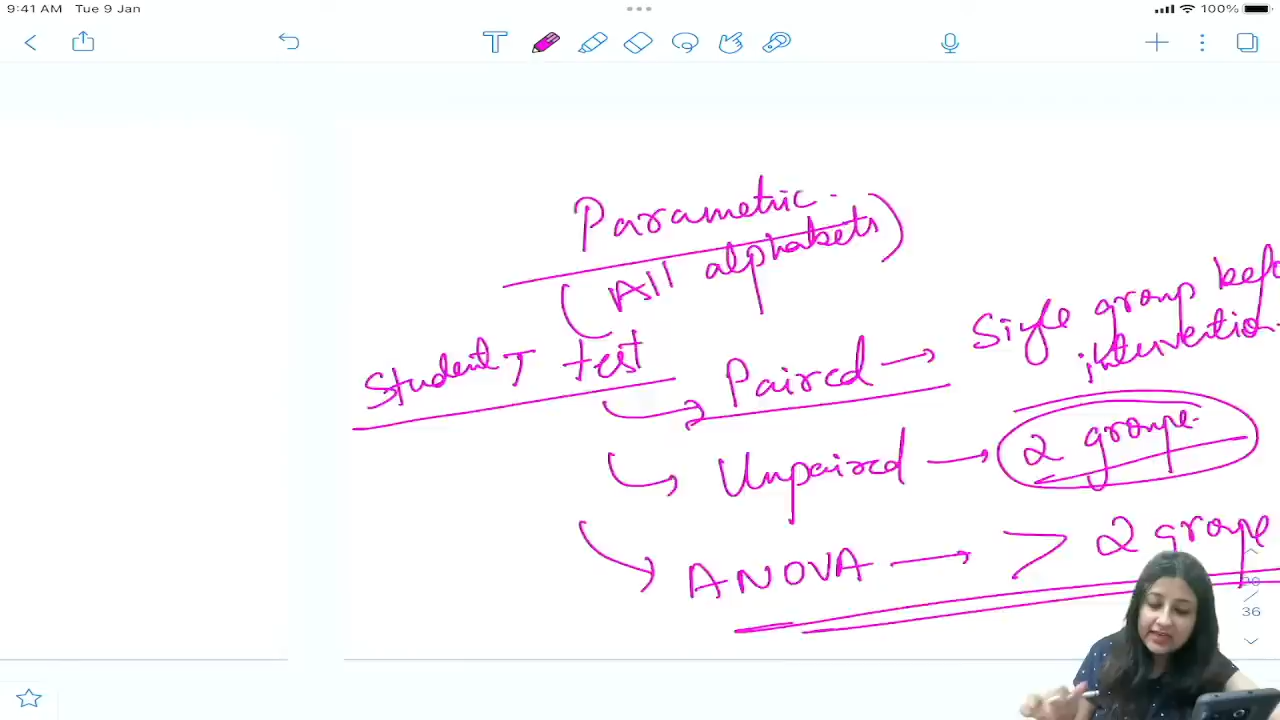 9:41 AM Tue 9 Jan
100%
Parametric
(All alphabets)
Student T test
Paired → Single group befo
intervention
Unpaired → 2 groups
ANOVA → > 2 groups
36